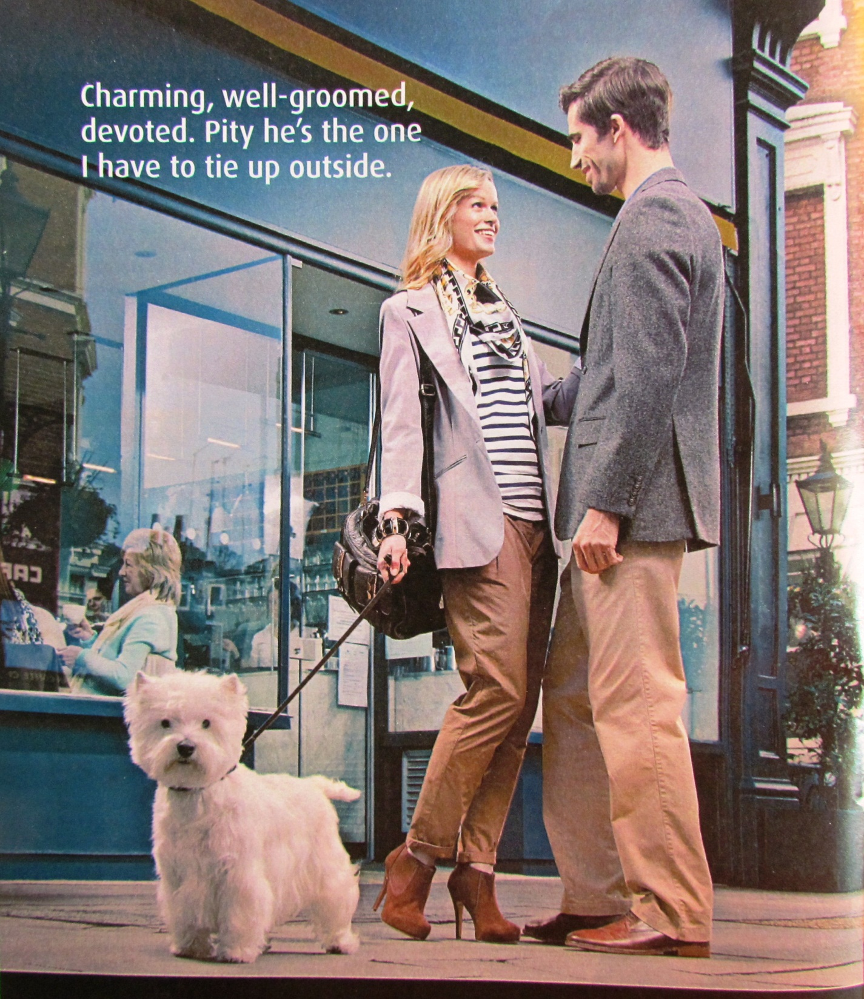 Charming, well-groomed,
devoted. Pity he's the one
I have to tie up outside.